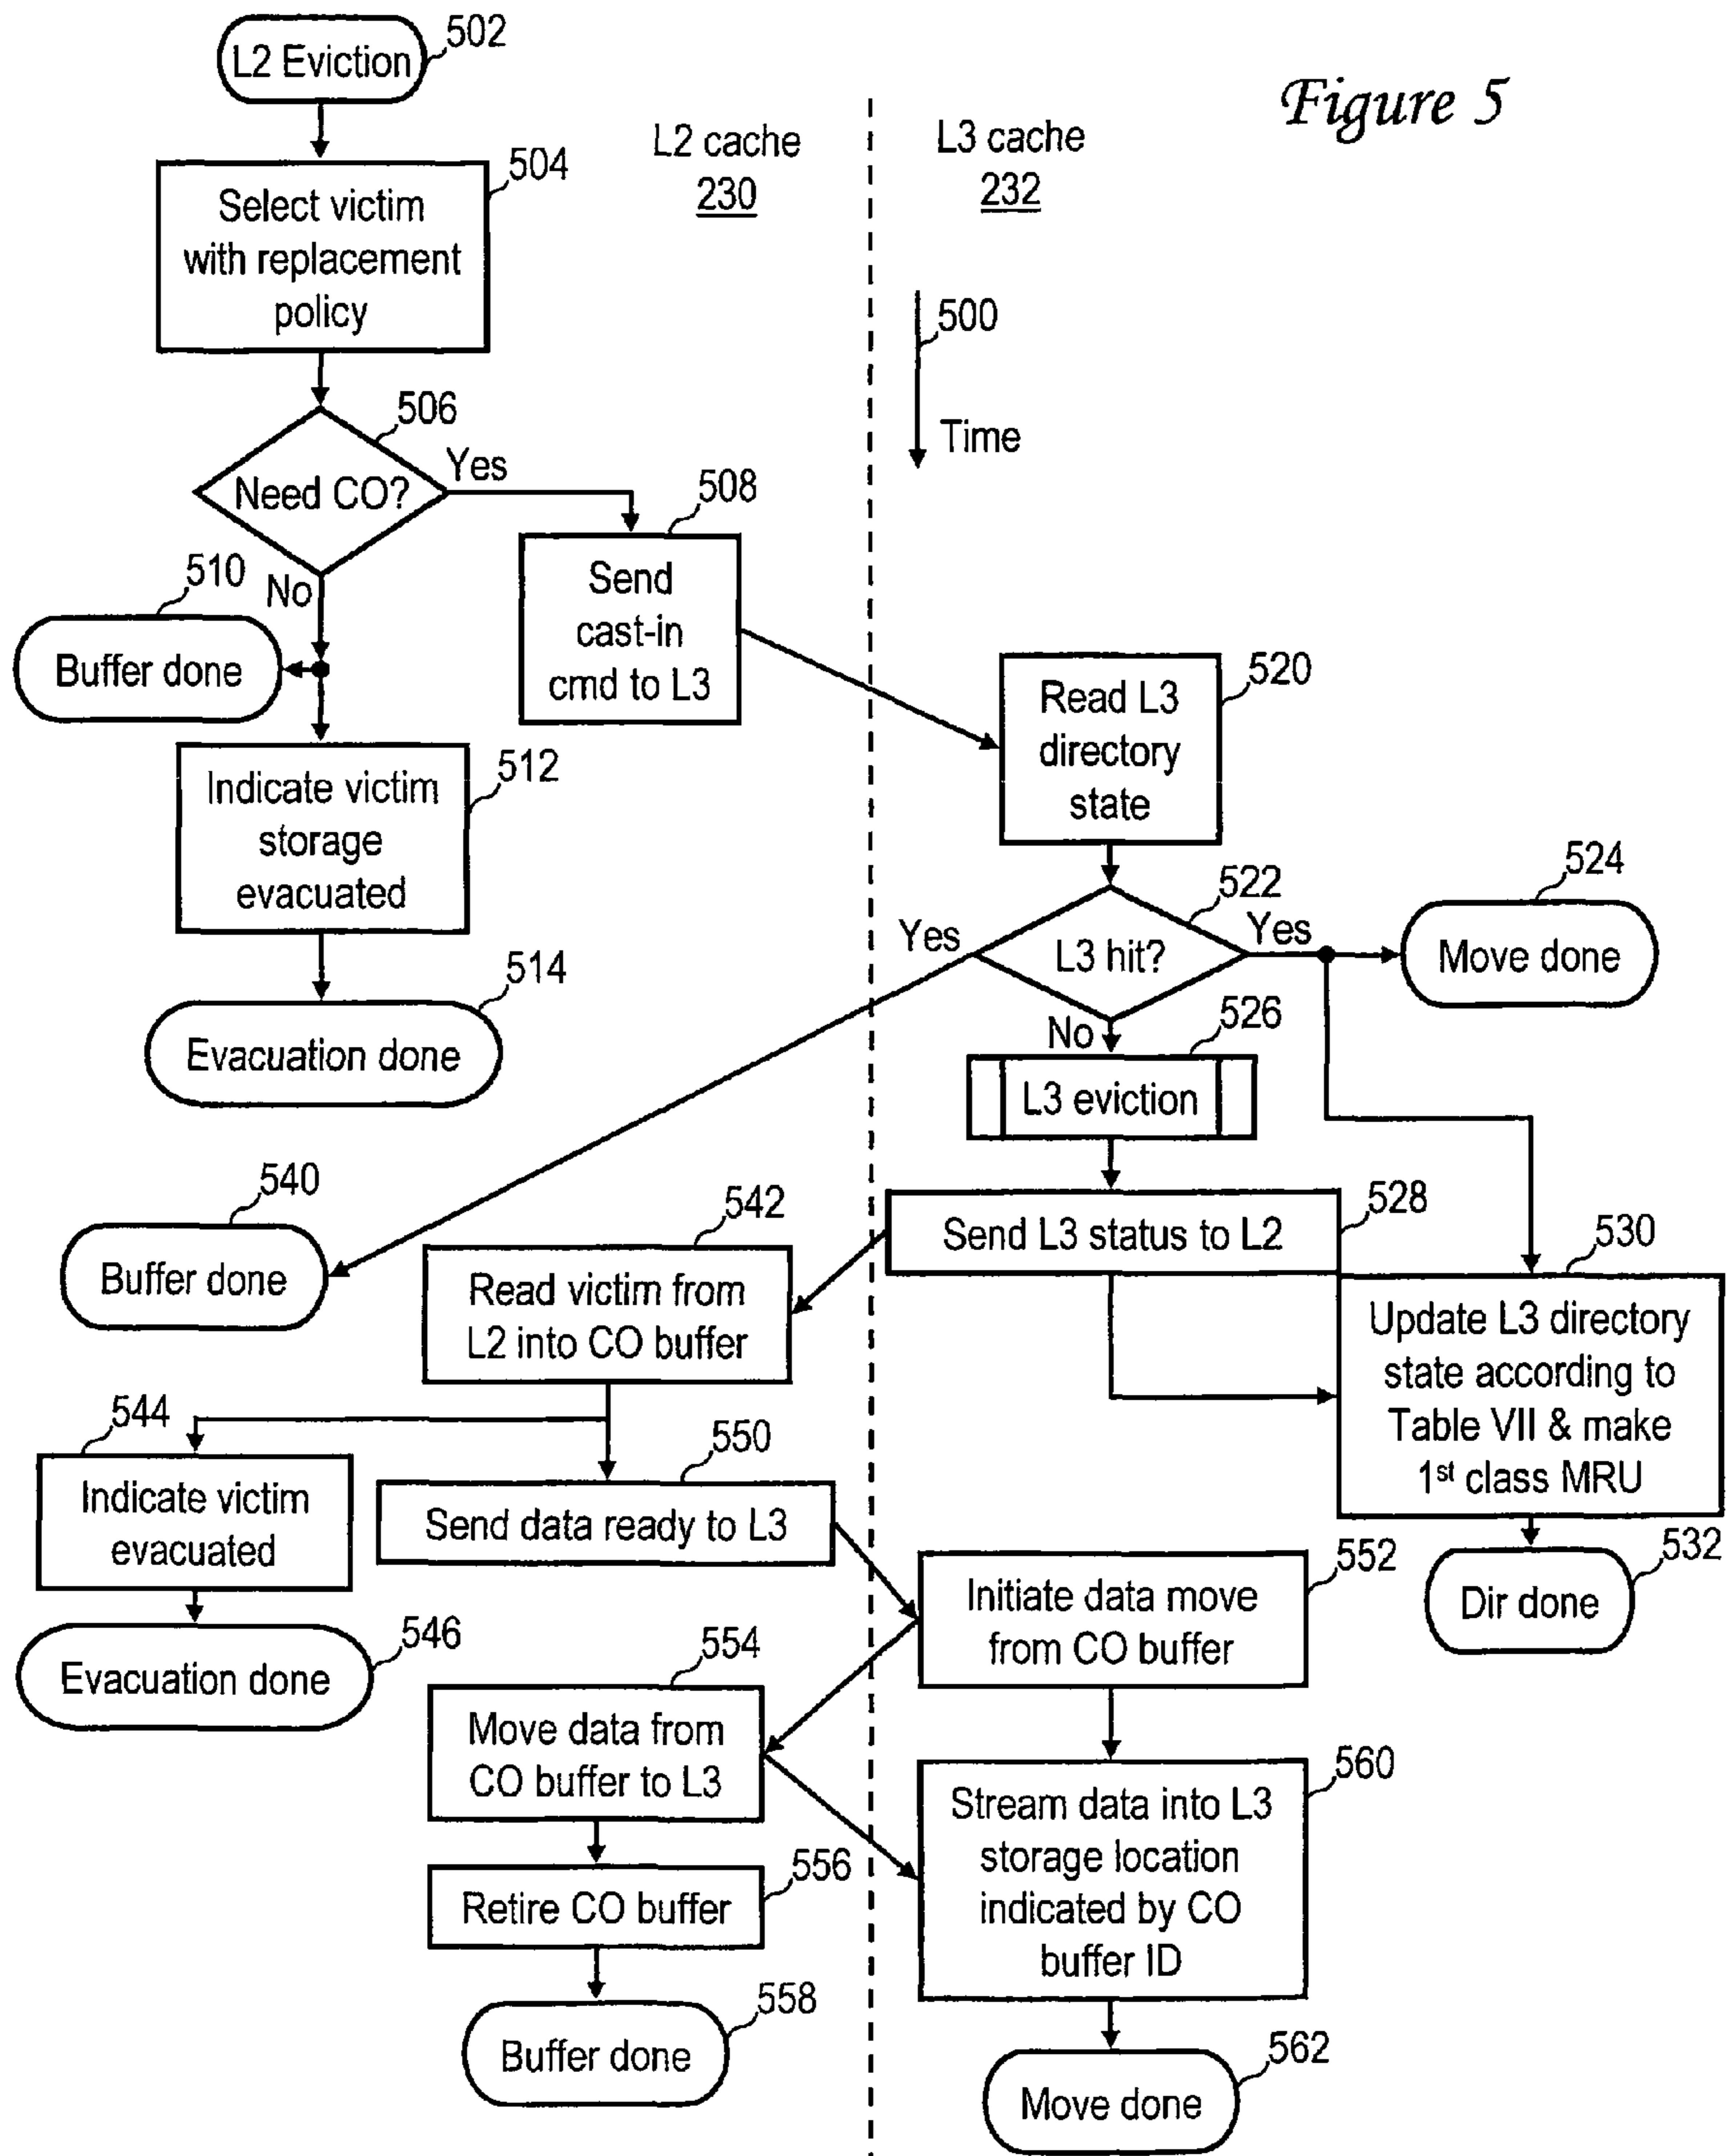 Figure 5
L2 cache
230
L3 cache
232
500
Time
502
L2 Eviction
504
Select victim
with replacement
policy
506
Need CO?
Yes
No
508
Send
cast-in
cmd to L3
510
Buffer done
512
Indicate victim
storage
evacuated
514
Evacuation done
520
Read L3
directory
state
522
L3 hit?
Yes
Yes
No
524
Move done
526
L3 eviction
528
Send L3 status to L2
530
Update L3 directory
state according to
Table VII & make
1st class MRU
532
Dir done
540
Buffer done
542
Read victim from
L2 into CO buffer
544
Indicate victim
evacuated
546
Evacuation done
550
Send data ready to L3
552
Initiate data move
from CO buffer
554
Move data from
CO buffer to L3
556
Retire CO buffer
558
Buffer done
560
Stream data into L3
storage location
indicated by CO
buffer ID
562
Move done